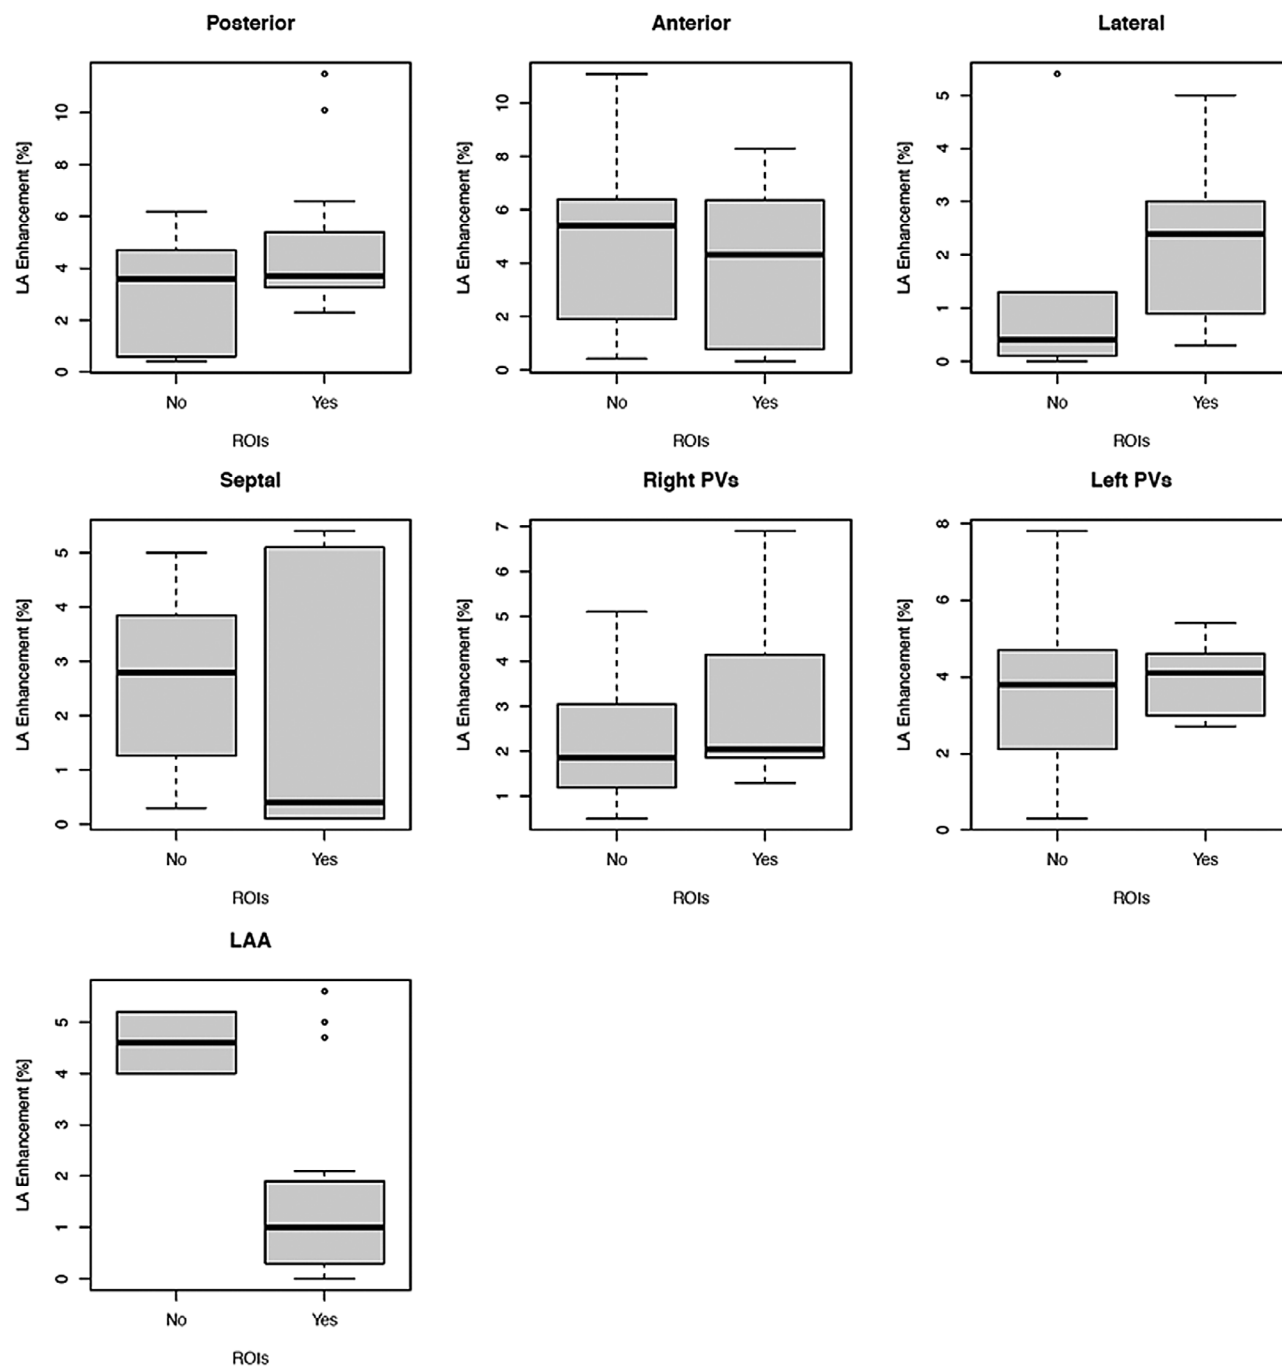 Posterior
LA Enhancement [%]
0
2
4
6
8
10
No
Yes
ROIs
Anterior
LA Enhancement [%]
0
2
4
6
8
10
No
Yes
ROIs
Lateral
LA Enhancement [%]
0
1
2
3
4
5
No
Yes
ROIs
Septal
LA Enhancement [%]
0
1
2
3
4
5
No
Yes
ROIs
Right PVs
LA Enhancement [%]
1
2
3
4
5
6
7
No
Yes
ROIs
Left PVs
LA Enhancement [%]
0
2
4
6
8
No
Yes
ROIs
LAA
LA Enhancement [%]
0
1
2
3
4
5
No
Yes
ROIs